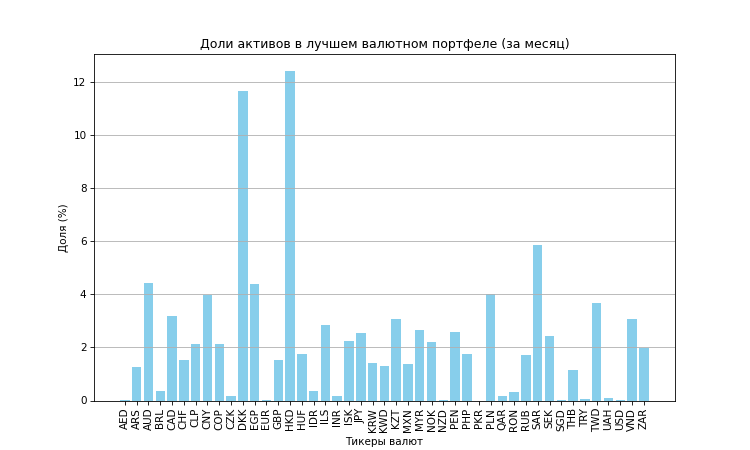 Доли активов в лучшем валютном портфеле (за месяц)
Доля (%)
12
10
8
6
4
2
0
AED
ARS
AUD
BRL
CAD
CHF
CLP
CNY
COP
CZK
DKK
EGP
EUR
GBP
HKD
HUF
IDR
ILS
INR
ISK
JPY
KRW
KWD
KZT
MXN
MYR
NOK
NZD
PEN
PHP
PKR
PLN
QAR
RON
RUB
SAR
SEK
SGD
THB
TRY
TWD
UAH
USD
VND
ZAR
Тикеры валют